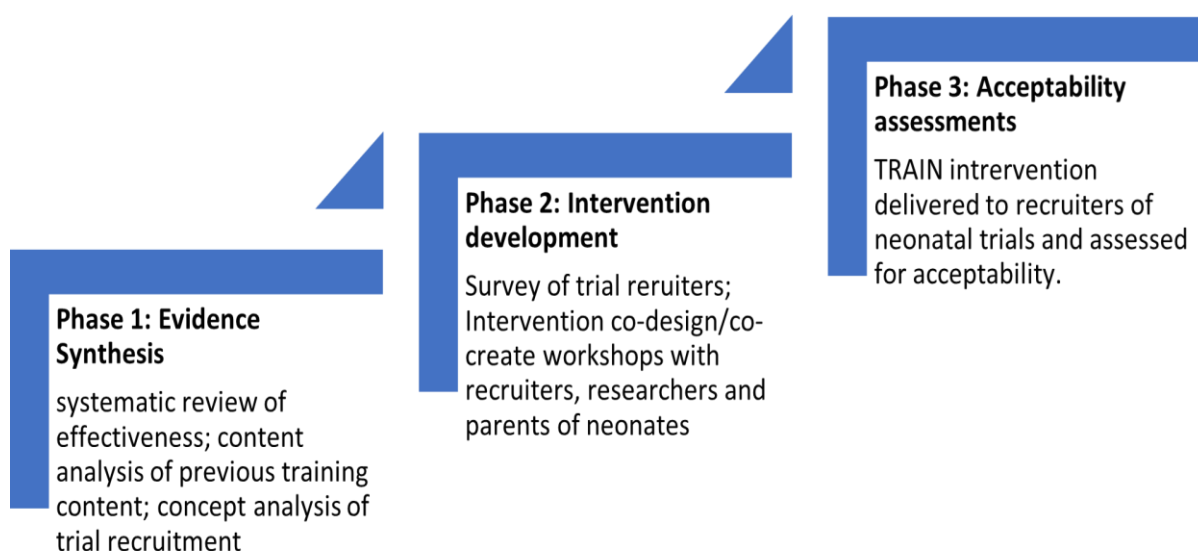 Phase 1: Evidence
Synthesis
systematic review of
effectiveness; content
analysis of previous training
content; concept analysis of
trial recruitment
Phase 2: Intervention
development
Survey of trial reruiters;
Intervention co-design/co-
create workshops with
recruiters, researchers and
parents of neonates
Phase 3: Acceptability
assessments
TRAIN intrervention
delivered to recruiters of
neonatal trials and assessed
for acceptability.